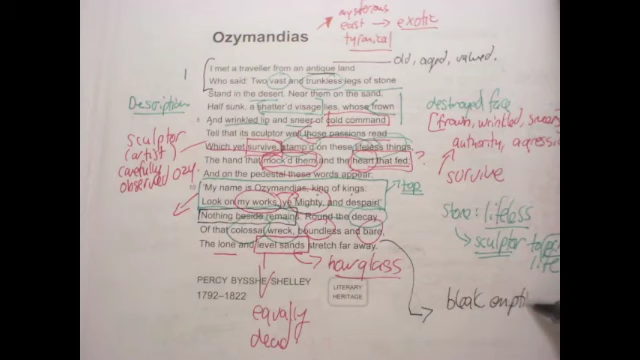 mysterious
east → exotic
tyranical
Ozymandias
old, aged, valued.
1
I met a traveller from an antique land
Who said: Two vast and trunkless legs of stone
Stand in the desert. Near them on the sand,
Half sunk, a shatter'd visage lies, whose frown
5 And wrinkled lip and sneer of cold command
Tell that its sculptor well those passions read
Which yet survive, stamp'd on these lifeless things,
The hand that mock'd them and the heart that fed; ?
And on the pedestal these words appear:
10 'My name is Ozymandias, king of kings:
Look on my works, ye Mighty, and despair!'
Nothing beside remains. Round the decay
Of that colossal wreck, boundless and bare,
The lone and level sands stretch far away.
Description
sculptor
(artist)
carefully
observed ozy.
destroyed face
[frown, wrinkled,
authority,
survive
stone: lifeless
→ sculptor
life
hourglass
equally
dead
bleak
PERCY BYSSHE SHELLEY
1792–1822
LITERARY
HERITAGE